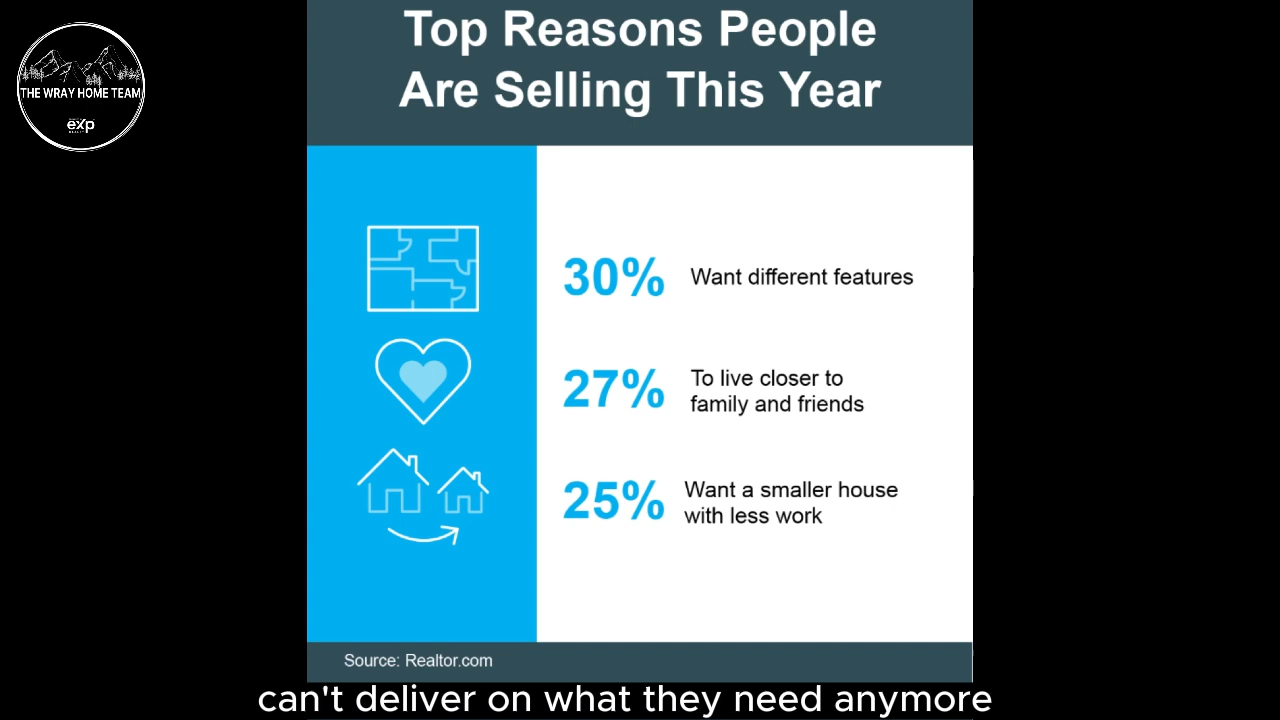 Top Reasons People
Are Selling This Year
THE WRAY HOME TEAM
exp
30% Want different features
27% To live closer to
family and friends
25% Want a smaller house
with less work
Source: Realtor.com
can't deliver on what they need anymore